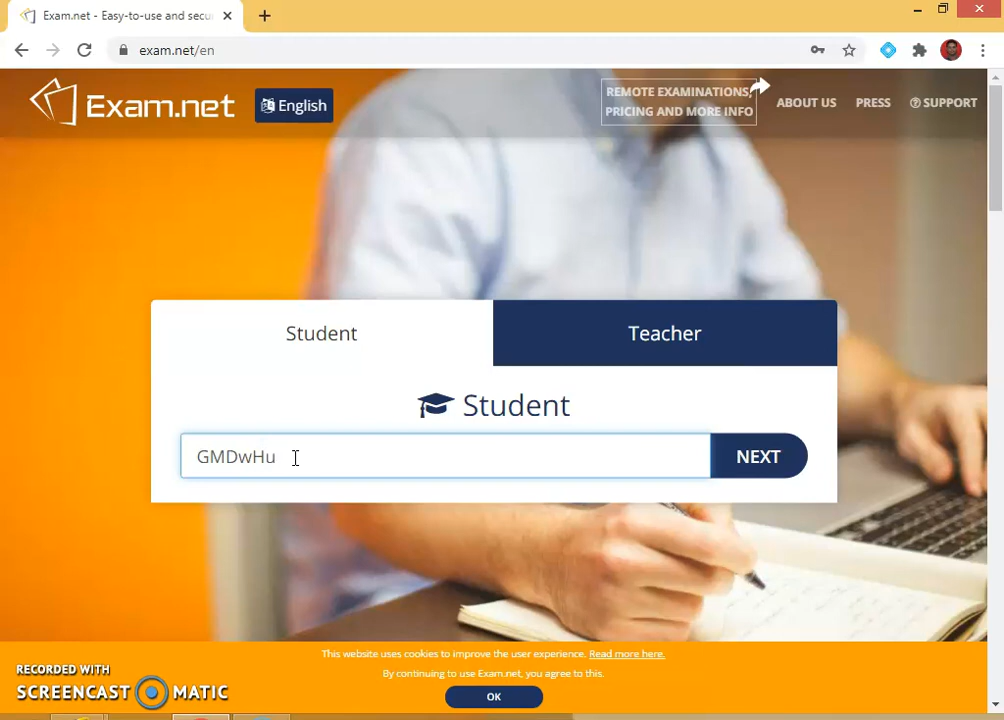 Exam.net - Easy-to-use and secu
exam.net/en
Exam.net
English
REMOTE EXAMINATIONS,
PRICING AND MORE INFO
ABOUT US
PRESS
SUPPORT
Student
Teacher
Student
GMDwHu
NEXT
This website uses cookies to improve the user experience. Read more here.
By continuing to use Exam.net, you agree to this.
OK
RECORDED WITH
SCREENCAST MATIC